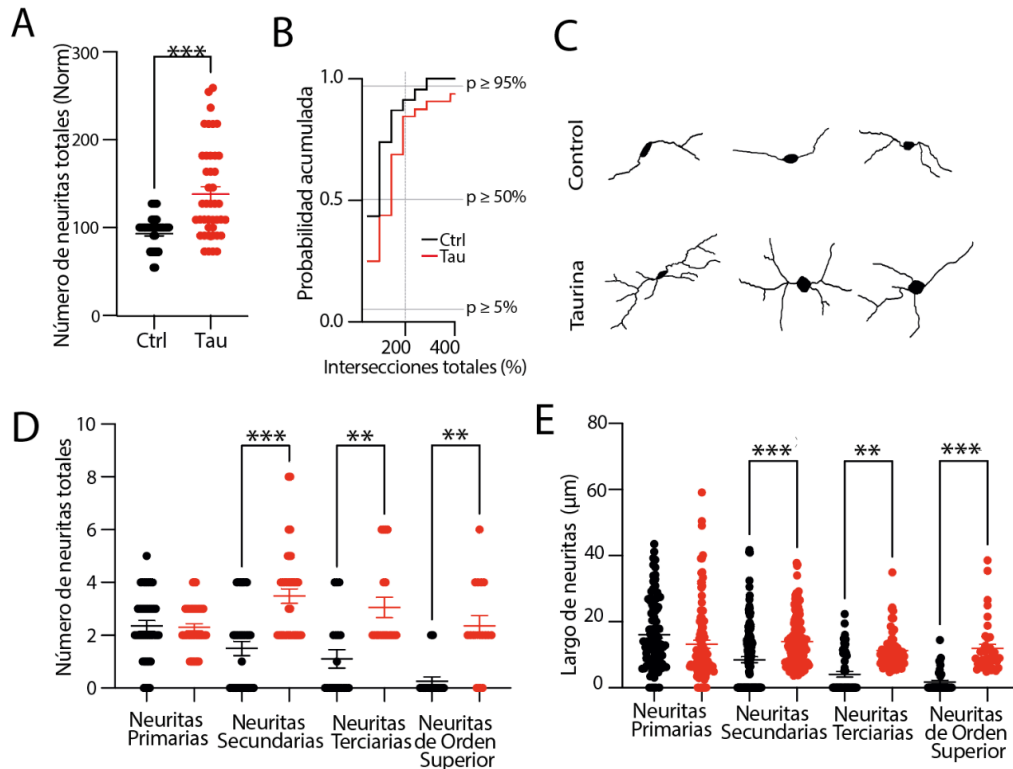 A
Número de neuritas totales (Norm)
300
200
100
0
***
Ctrl
Tau
B
Probabilidad acumulada
1.0
0.5
0.0
p ≥ 95%
p ≥ 50%
p ≥ 5%
Ctrl
Tau
200
400
Intersecciones totales (%)
C
Control
Taurina
D
Número de neuritas totales
10
8
6
4
2
0
***
**
**
Neuritas
Primarias
Neuritas
Secundarias
Neuritas
Terciarias
Neuritas
de Orden
Superior
E
Largo de neuritas (μm)
80
60
40
20
0
***
**
***
Neuritas
Primarias
Neuritas
Secundarias
Neuritas
Terciarias
Neuritas
de Orden
Superior